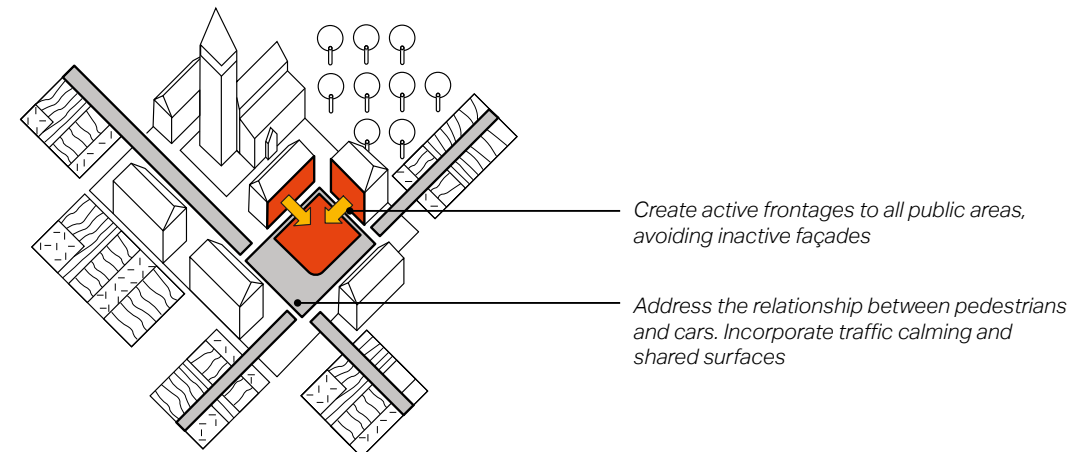 Create active frontages to all public areas,
avoiding inactive façades
Address the relationship between pedestrians
and cars. Incorporate traffic calming and
shared surfaces